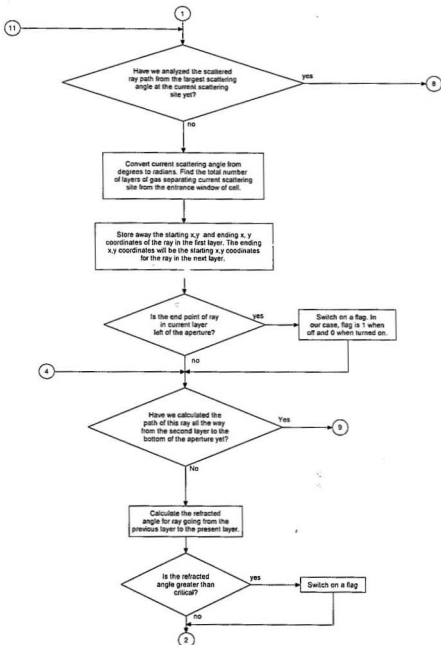 1
11
Have we analyzed the scattered
ray path from the largest scattering
angle at the current scattering
site yet?
yes
8
no
Convert current scattering angle from
degrees to radians. Find the total number
of layers of gas separating current scattering
site from the entrance window of cell.
Store away the starting x,y and ending x, y
coordinates of the ray in the first layer. The ending
x,y coordinates will be the starting x,y coodinates
for the ray in the next layer.
Is the end point of ray
in current layer
left of the aperture?
yes
Switch on a flag. In
our case, flag is 1 when
off and 0 when turned on.
no
4
Have we calculated the
path of this ray all the way
from the second layer to the
bottom of the aperture yet?
Yes
9
No
Calculate the refracted
angle for ray going from the
previous layer to the present layer.
Is the refracted
angle greater than
critical?
yes
Switch on a flag
no
2